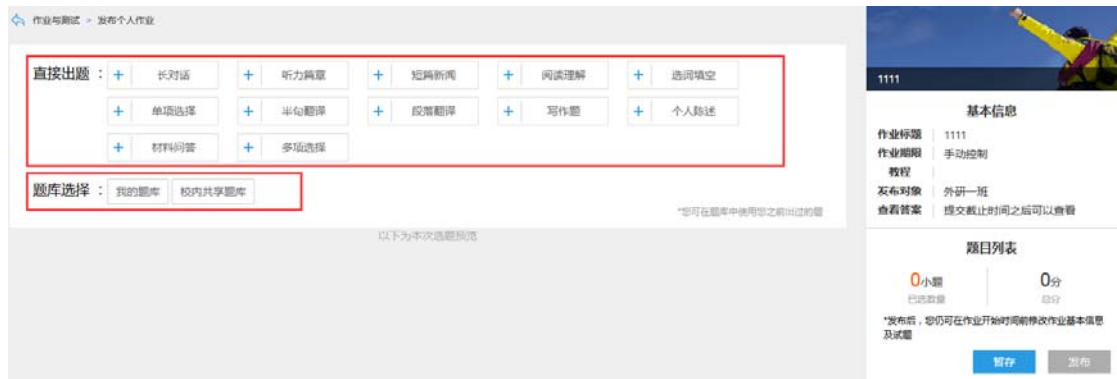 作业与测试 > 发布个人作业
直接出题 : + 长对话 + 听力篇章 + 短篇新闻 + 阅读理解 + 选词填空
+ 单项选择 + 半句翻译 + 段落翻译 + 写作题 + 个人陈述
+ 材料问答 + 多项选择
题库选择 : 我的题库 校内共享题库
*您可在题库中使用您之前出过的题
以下为本次选题预览
1111
基本信息
作业标题 1111
作业期限 手动控制
教程
发布对象 外研一班
查看答案 提交截止时间之后可以查看
题目列表
0小题 0分
已选数量 总分
*发布后，您仍可在作业开始时间前修改作业基本信息
及试题
暂存 发布